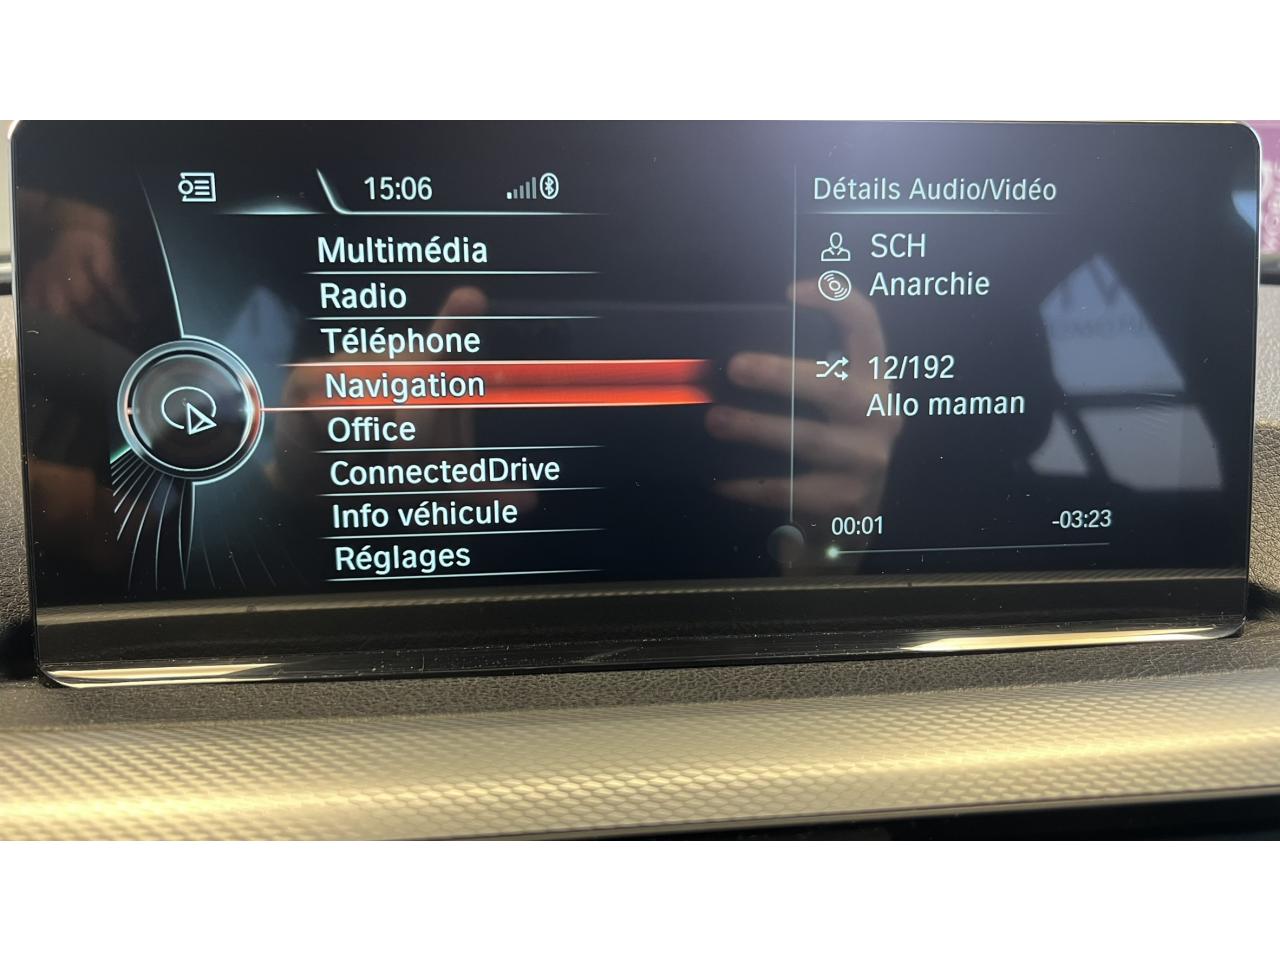 15:06
Multimédia
Radio
Téléphone
Navigation
Office
ConnectedDrive
Info véhicule
Réglages
Détails Audio/Vidéo
SCH
Anarchie
12/192
Allo maman
00:01
-03:23